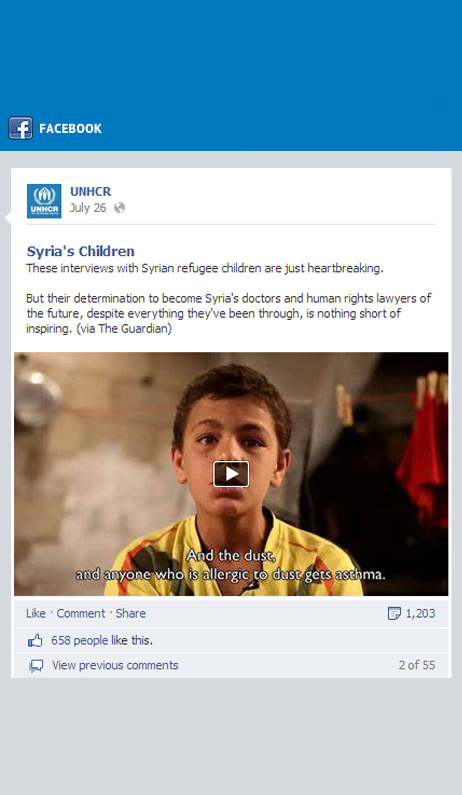 FACEBOOK
UNHCR
UNHCR
July 26
Syria's Children
These interviews with Syrian refugee children are just heartbreaking.
But their determination to become Syria's doctors and human rights lawyers of
the future, despite everything they've been through, is nothing short of
inspiring. (via The Guardian)
And the dust,
and anyone who is allergic to dust gets asthma.
Like · Comment · Share 1,203
658 people like this.
View previous comments 2 of 55